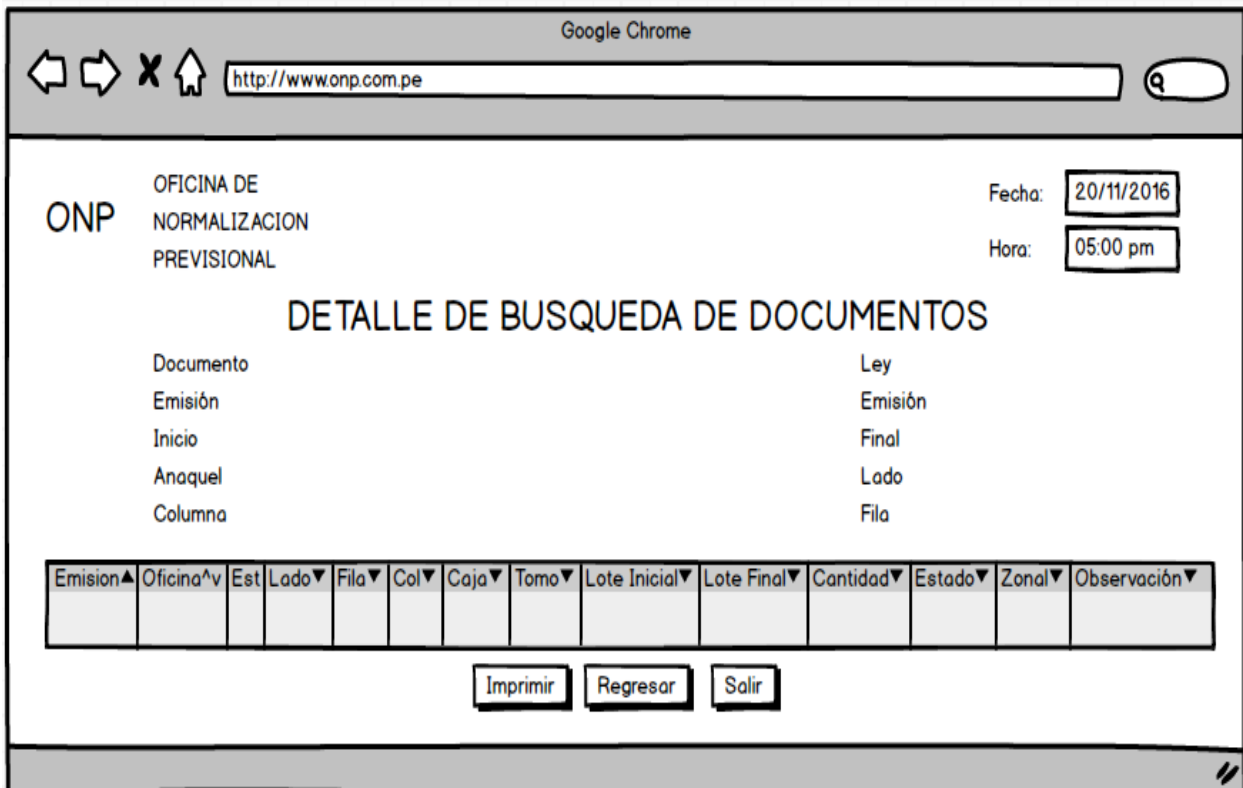 Google Chrome
http://www.onp.com.pe
ONP
OFICINA DE
NORMALIZACION
PREVISIONAL
Fecha: 20/11/2016
Hora: 05:00 pm
DETALLE DE BUSQUEDA DE DOCUMENTOS
Documento Ley
Emisión Emisión
Inicio Final
Anaquel Lado
Columna Fila
Emision▲ Oficina^v Est Lado▼ Fila▼ Col▼ Caja▼ Tomo▼ Lote Inicial▼ Lote Final▼ Cantidad▼ Estado▼ Zonal▼ Observación▼
Imprimir Regresar Salir